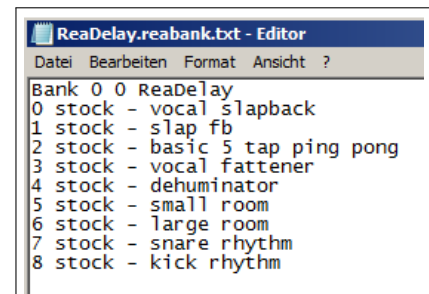 ReaDelay.reabank.txt - Editor
Datei Bearbeiten Format Ansicht ?
Bank 0 0 ReaDelay
0 stock - vocal slapback
1 stock - slap fb
2 stock - basic 5 tap ping pong
3 stock - vocal fattener
4 stock - dehuminator
5 stock - small room
6 stock - large room
7 stock - snare rhythm
8 stock - kick rhythm